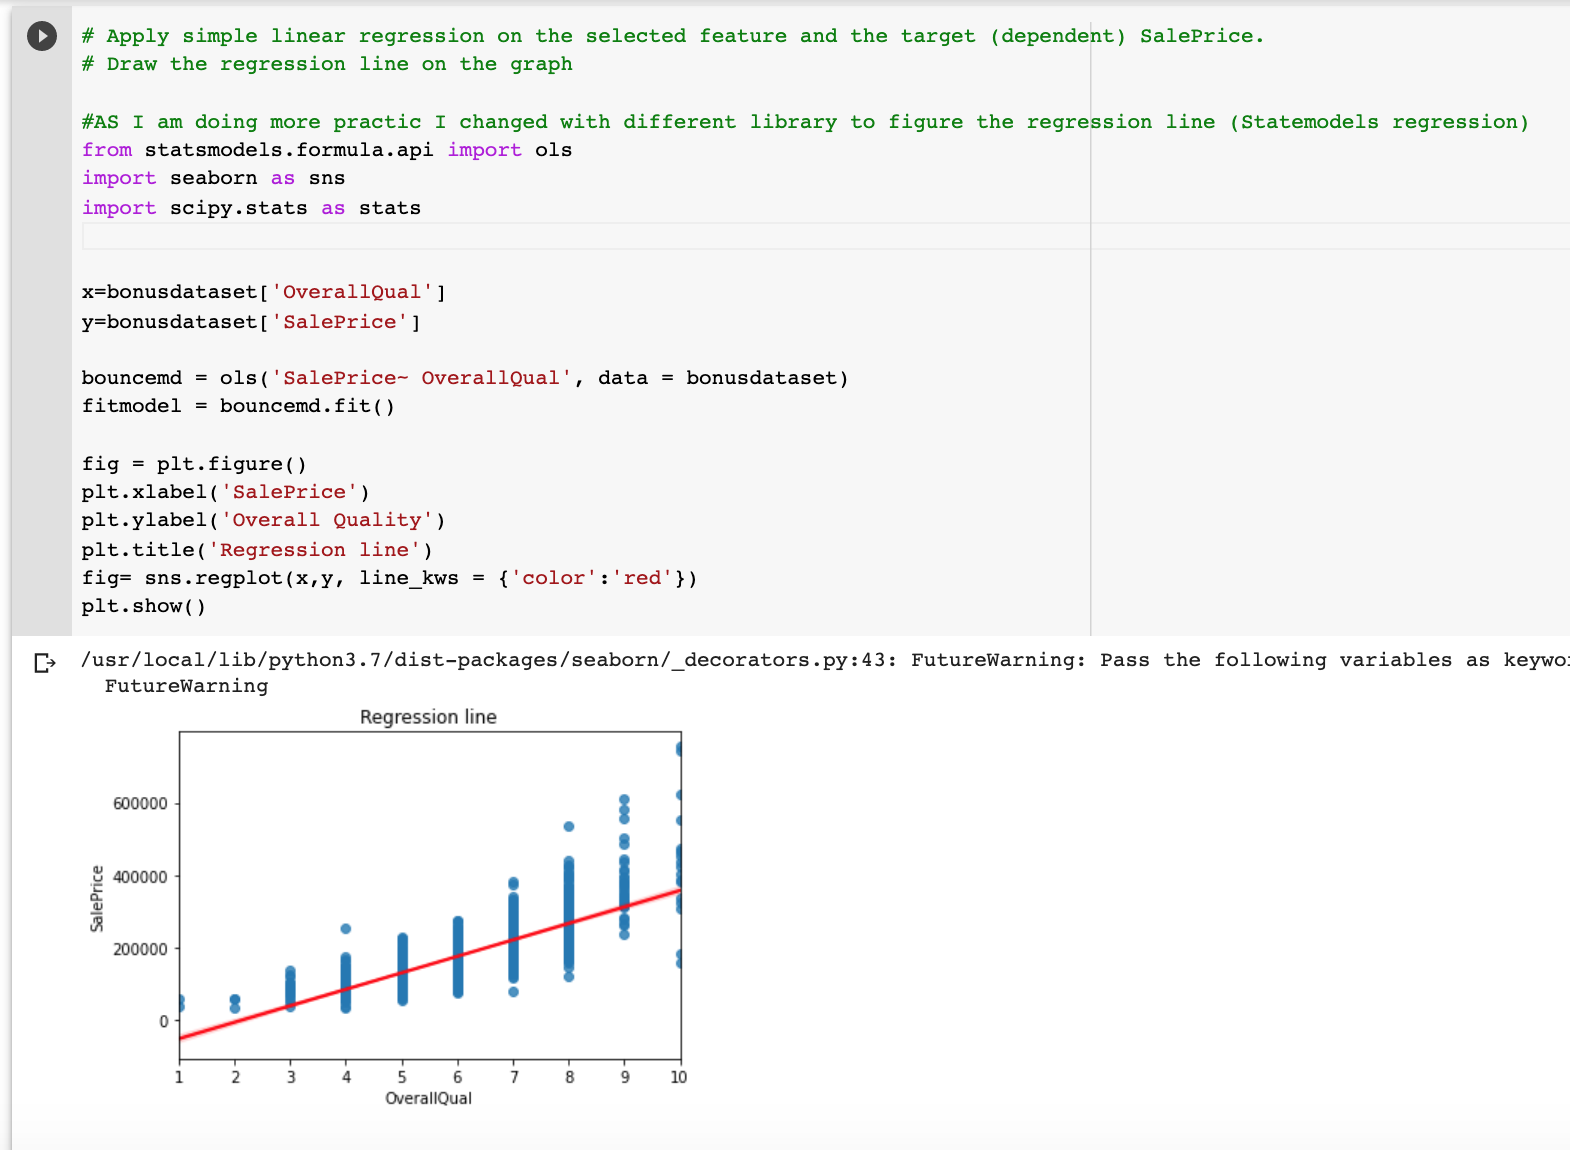 # Apply simple linear regression on the selected feature and the target (dependent) SalePrice.
# Draw the regression line on the graph
#AS I am doing more practic I changed with different library to figure the regression line (Statemodels regression)
from statsmodels.formula.api import ols
import seaborn as sns
import scipy.stats as stats
x=bonusdataset['OverallQual']
y=bonusdataset['SalePrice']
bouncemd = ols('SalePrice~ OverallQual', data = bonusdataset)
fitmodel = bouncemd.fit()
fig = plt.figure()
plt.xlabel('SalePrice')
plt.ylabel('Overall Quality')
plt.title('Regression line')
fig= sns.regplot(x,y, line_kws = {'color':'red'})
plt.show()
/usr/local/lib/python3.7/dist-packages/seaborn/_decorators.py:43: FutureWarning: Pass the following variables as
FutureWarning
Regression line
600000
400000
200000
0
SalePrice
1 2 3 4 5 6 7 8 9 10
OverallQual